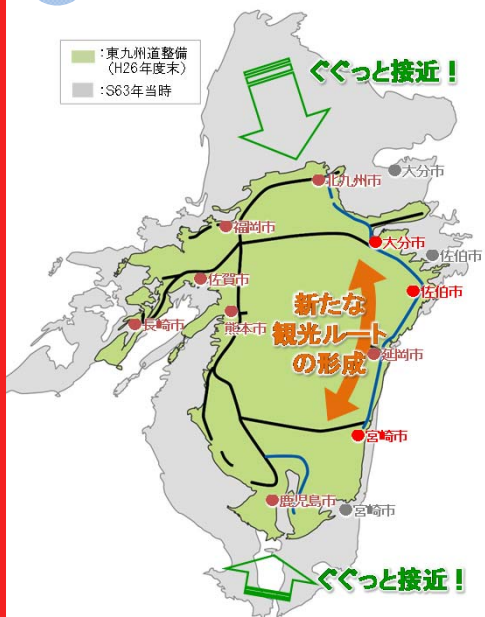 ：東九州道整備
（H26年度末）
：S63年当時
ぐぐっと接近！
北九州市
大分市
福岡市
大分市
佐伯市
佐賀市
佐伯市
長崎市
熊本市
新たな
観光ルート
の形成
延岡市
宮崎市
鹿児島市
宮崎市
ぐぐっと接近！